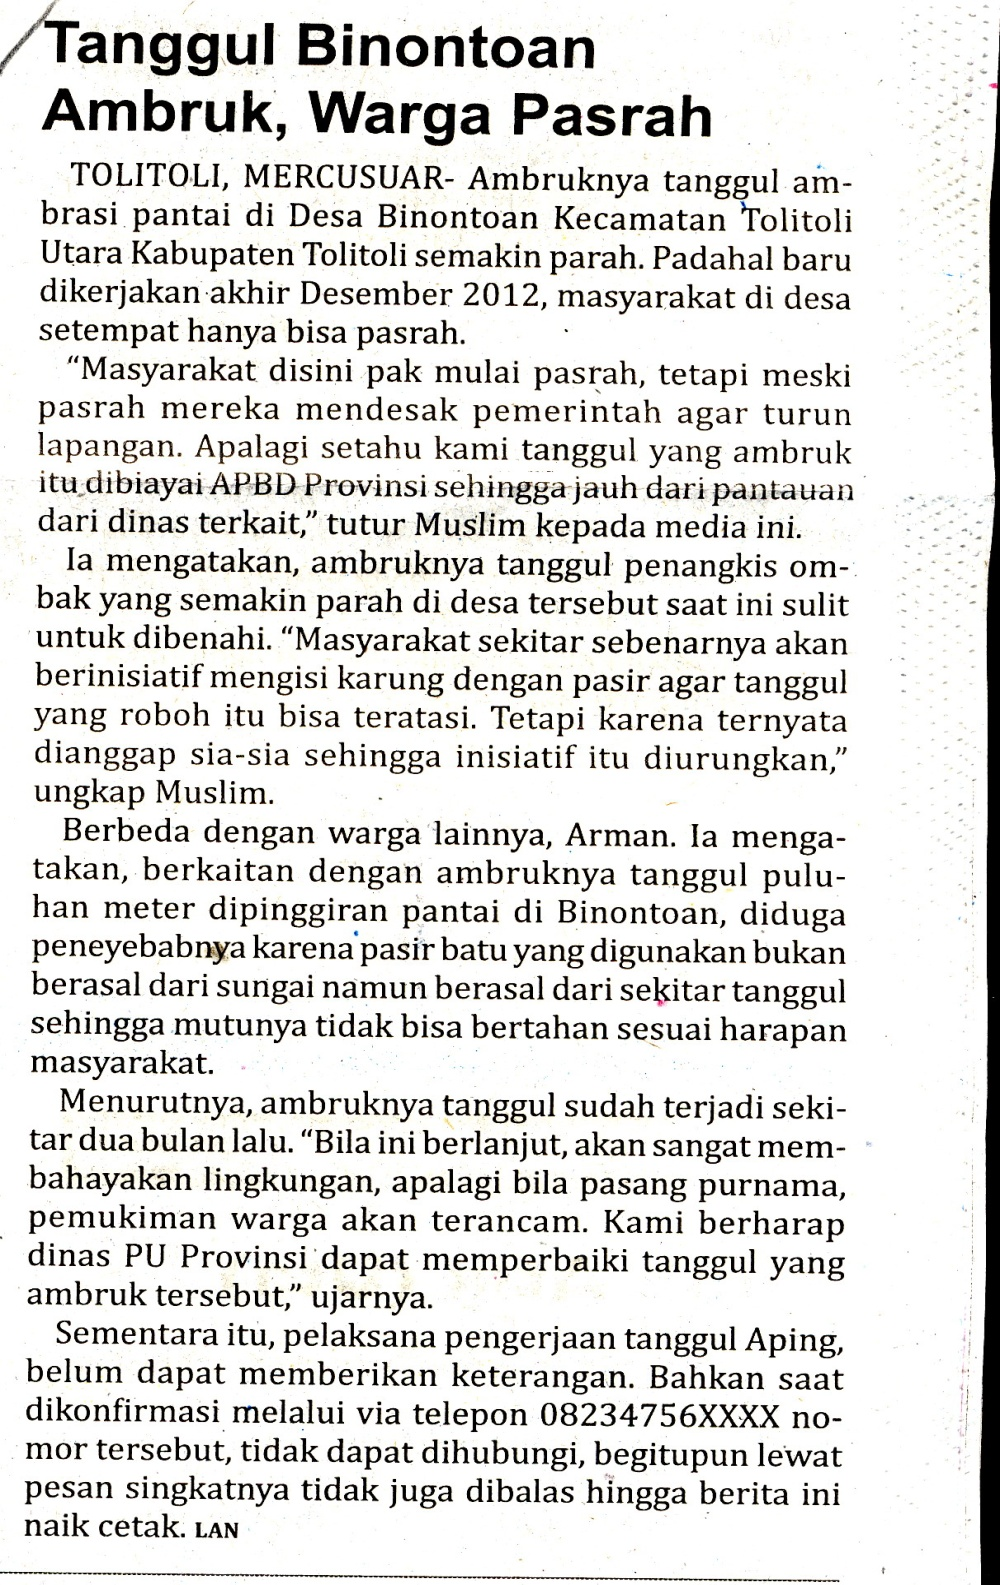 Tanggul Binontoan
Ambruk, Warga Pasrah
TOLITOLI, MERCUSUAR- Ambruknya tanggul am-
brasi pantai di Desa Binontoan Kecamatan Tolitoli
Utara Kabupaten Tolitoli semakin parah. Padahal baru
dikerjakan akhir Desember 2012, masyarakat di desa
setempat hanya bisa pasrah.
“Masyarakat disini pak mulai pasrah, tetapi meski
pasrah mereka mendesak pemerintah agar turun
lapangan. Apalagi setahu kami tanggul yang ambruk
itu dibiayai APBD Provinsi sehingga jauh dari pantauan
dari dinas terkait,” tutur Muslim kepada media ini.
Ia mengatakan, ambruknya tanggul penangkis om-
bak yang semakin parah di desa tersebut saat ini sulit
untuk dibenahi. “Masyarakat sekitar sebenarnya akan
berinisiatif mengisi karung dengan pasir agar tanggul
yang roboh itu bisa teratasi. Tetapi karena ternyata
dianggap sia-sia sehingga inisiatif itu diurungkan,”
ungkap Muslim.
Berbeda dengan warga lainnya, Arman. Ia menga-
takan, berkaitan dengan ambruknya tanggul pulu-
han meter dipinggiran pantai di Binontoan, diduga
peneyebabnya karena pasir batu yang digunakan bukan
berasal dari sungai namun berasal dari sekitar tanggul
sehingga mutunya tidak bisa bertahan sesuai harapan
masyarakat.
Menurutnya, ambruknya tanggul sudah terjadi seki-
tar dua bulan lalu. “Bila ini berlanjut, akan sangat mem-
bahayakan lingkungan, apalagi bila pasang purnama,
pemukiman warga akan terancam. Kami berharap
dinas PU Provinsi dapat memperbaiki tanggul yang
ambruk tersebut,” ujarnya.
Sementara itu, pelaksana pengerjaan tanggul Aping,
belum dapat memberikan keterangan. Bahkan saat
dikonfirmasi melalui via telepon 08234756XXXX no-
mor tersebut, tidak dapat dihubungi, begitupun lewat
pesan singkatnya tidak juga dibalas hingga berita ini
naik cetak. LAN